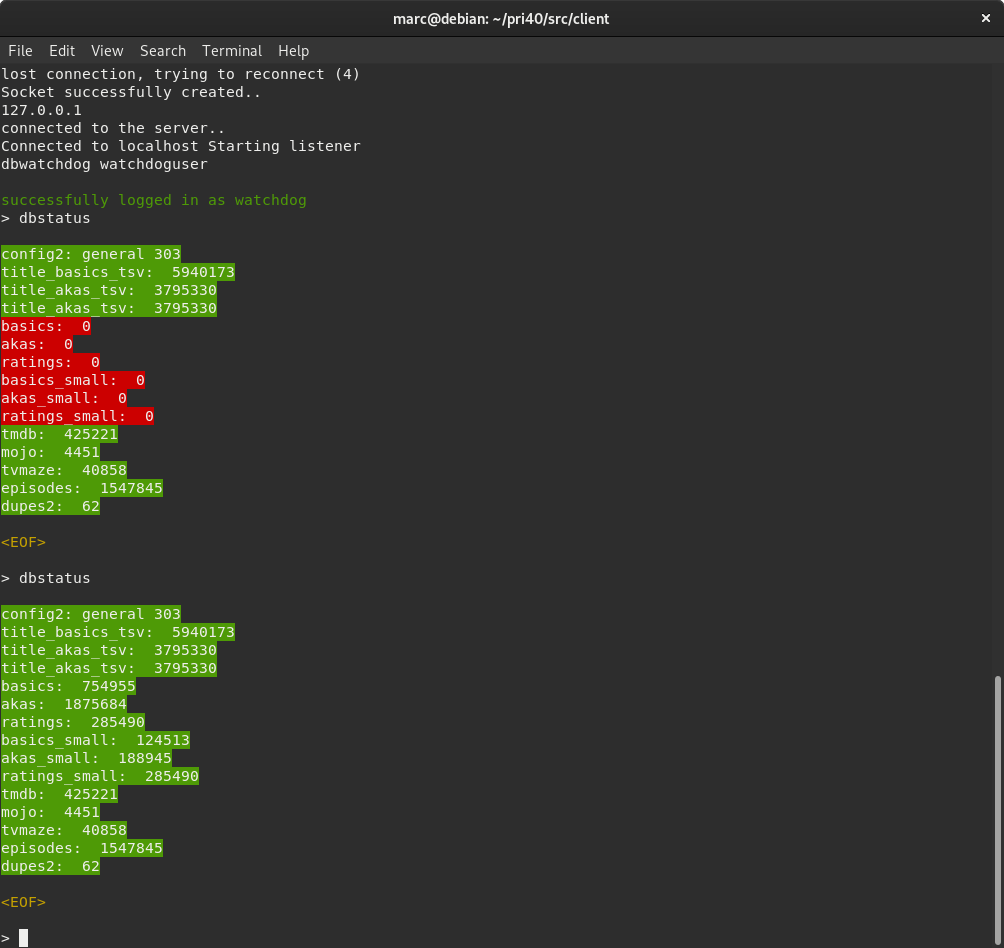 marc@debian: ~/pri40/src/client ×
File Edit View Search Terminal Help
lost connection, trying to reconnect (4)
Socket successfully created..
127.0.0.1
connected to the server..
Connected to localhost Starting listener
dbwatchdog watchdoguser
successfully logged in as watchdog
> dbstatus
config2: general 303
title_basics_tsv:  5940173
title_akas_tsv:  3795330
title_akas_tsv:  3795330
basics:  0
akas:  0
ratings:  0
basics_small:  0
akas_small:  0
ratings_small:  0
tmdb:  425221
mojo:  4451
tvmaze:  40858
episodes:  1547845
dupes2:  62
<EOF>
> dbstatus
config2: general 303
title_basics_tsv:  5940173
title_akas_tsv:  3795330
title_akas_tsv:  3795330
basics:  754955
akas:  1875684
ratings:  285490
basics_small:  124513
akas_small:  188945
ratings_small:  285490
tmdb:  425221
mojo:  4451
tvmaze:  40858
episodes:  1547845
dupes2:  62
<EOF>
>